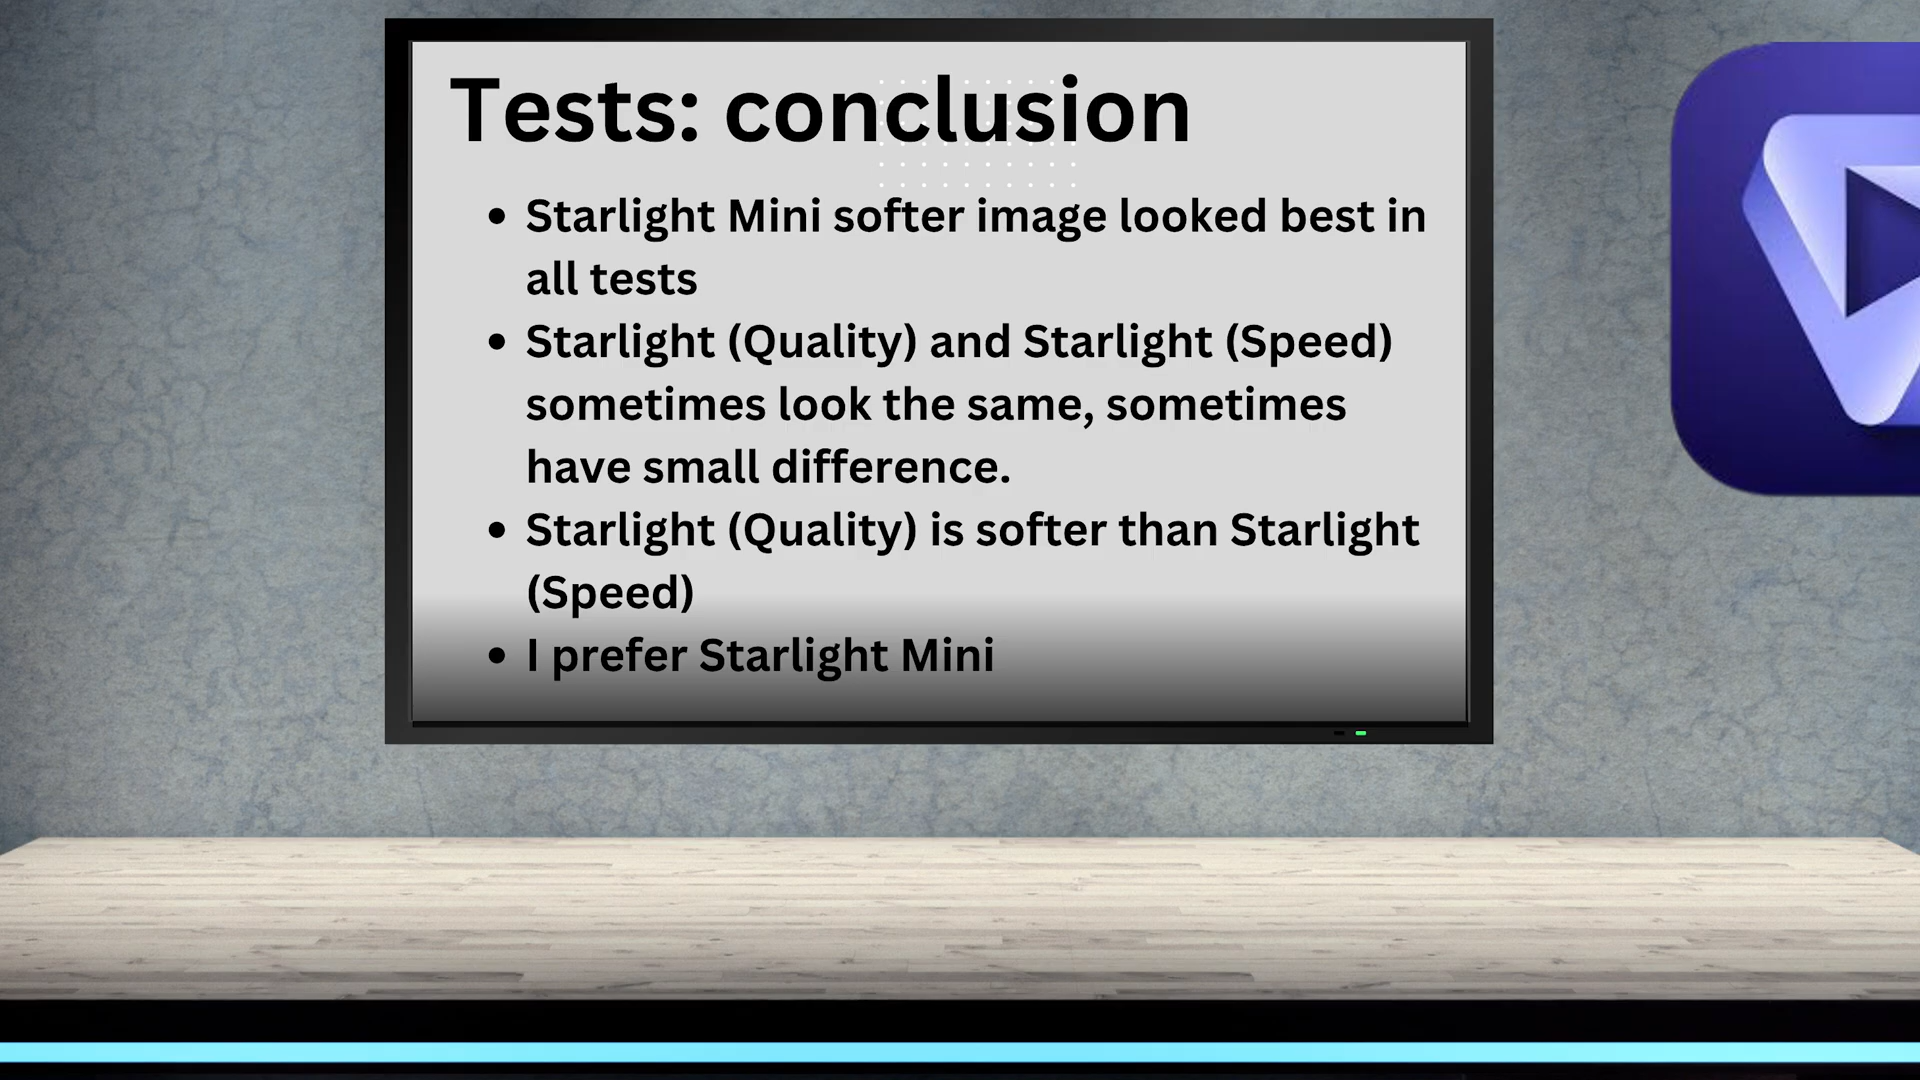 Tests: conclusion
• Starlight Mini softer image looked best in
all tests
• Starlight (Quality) and Starlight (Speed)
sometimes look the same, sometimes
have small difference.
• Starlight (Quality) is softer than Starlight
(Speed)
• I prefer Starlight Mini